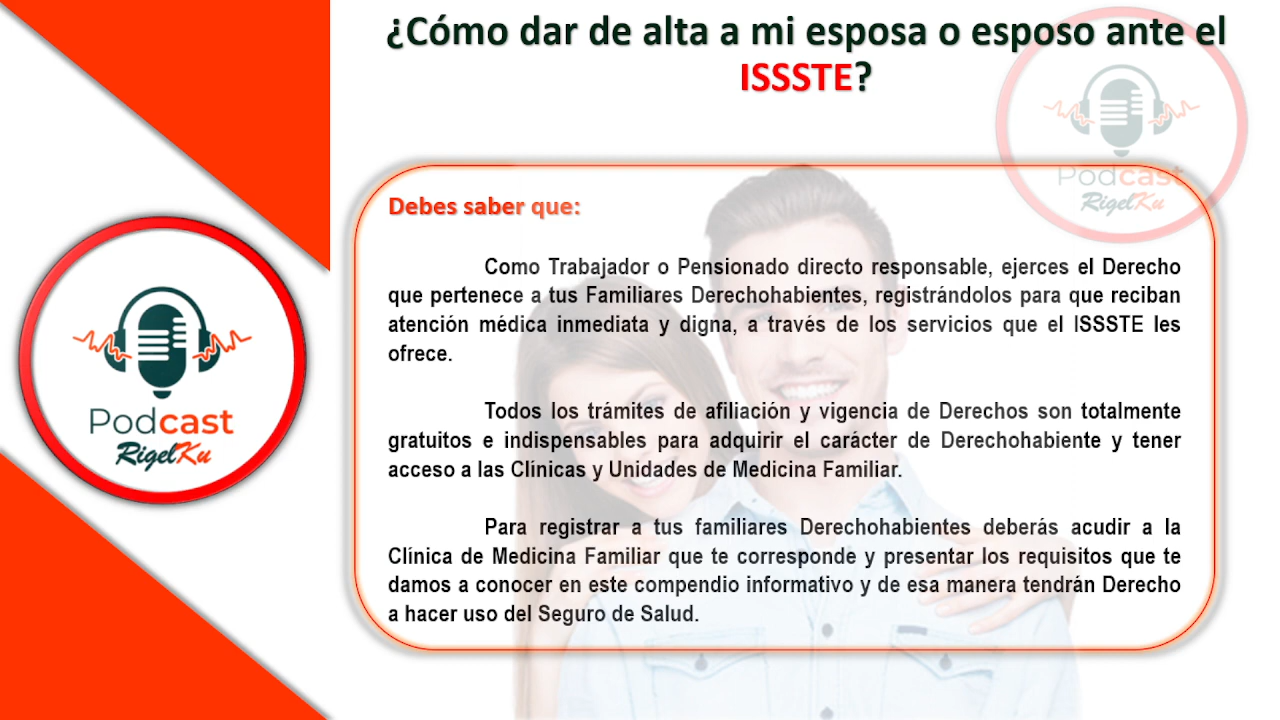 ¿Cómo dar de alta a mi esposa o esposo ante el
ISSSTE?
Podcast
RigelKu
Debes saber que:
Como Trabajador o Pensionado directo responsable, ejerces el Derecho
que pertenece a tus Familiares Derechohabientes, registrándolos para que reciban
atención médica inmediata y digna, a través de los servicios que el ISSSTE les
ofrece.
Todos los trámites de afiliación y vigencia de Derechos son totalmente
gratuitos e indispensables para adquirir el carácter de Derechohabiente y tener
acceso a las Clínicas y Unidades de Medicina Familiar.
Para registrar a tus familiares Derechohabientes deberás acudir a la
Clínica de Medicina Familiar que te corresponde y presentar los requisitos que te
damos a conocer en este compendio informativo y de esa manera tendrán Derecho
a hacer uso del Seguro de Salud.
Podcast
RigelKu